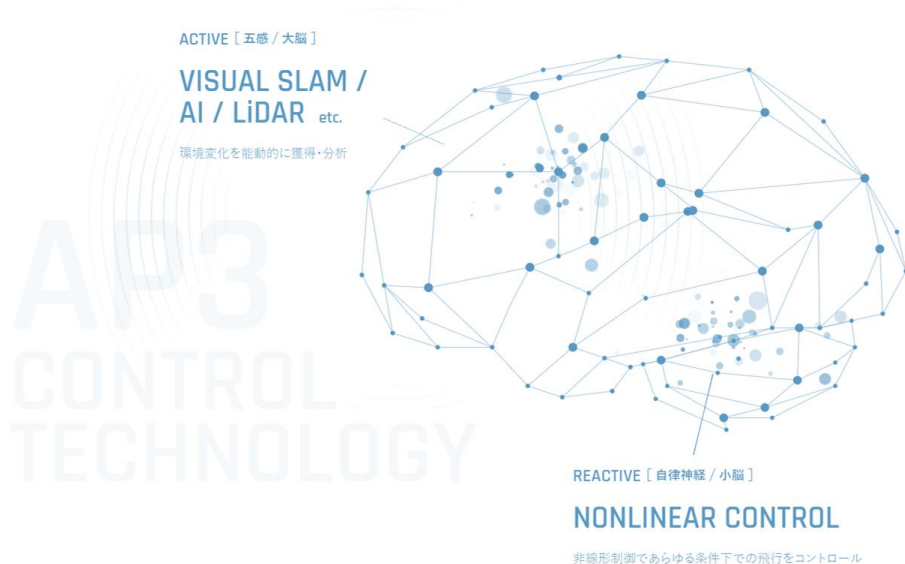 ACTIVE [ 五感 / 大脳 ]
VISUAL SLAM /
AI / LiDAR etc.
環境変化を能動的に獲得・分析
AP3
CONTROL
TECHNOLOGY
REACTIVE [ 自律神経 / 小脳 ]
NONLINEAR CONTROL
非線形制御であらゆる条件下での飛行をコントロール